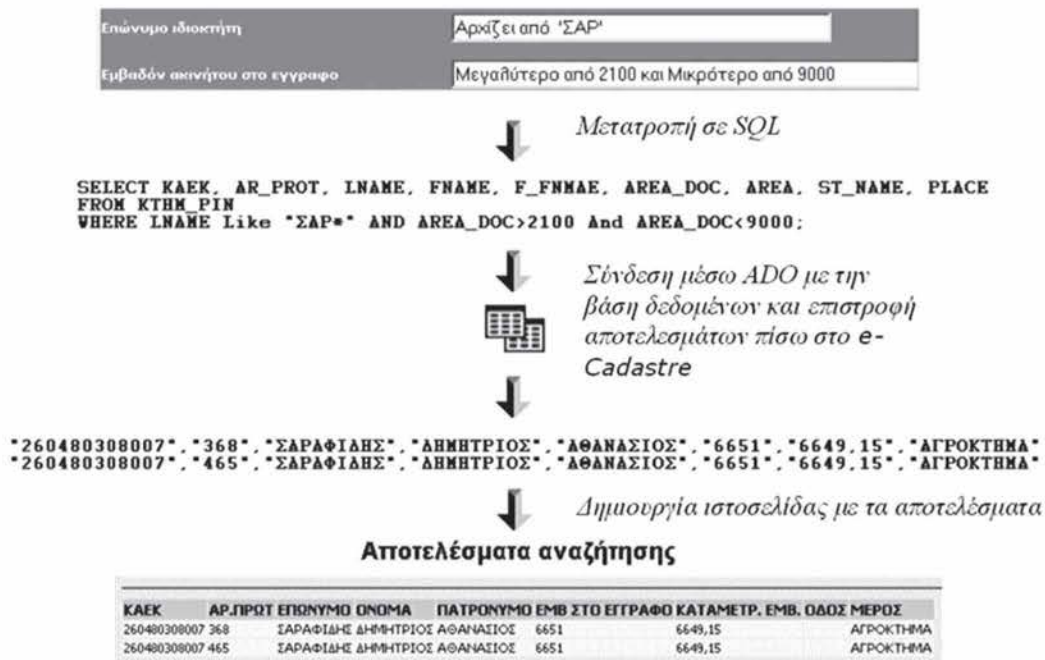 Επώνυμο ιδιοκτήτη
Αρχίζει από 'ΣΑΡ'
Εμβαδόν ακινήτου στο εγγραφο
Μεγαλύτερο από 2100 και Μικρότερο από 9000
Μετατροπή σε SQL
SELECT KAEK, AR_PROT, LNAME, FNAME, F_FNMAE, AREA_DOC, AREA, ST_NAME, PLACE
FROM KTHM_PIN
WHERE LNAME Like "ΣΑΡ*" AND AREA_DOC>2100 And AREA_DOC<9000;
Σύνδεση μέσω ADO με την
βάση δεδομένων και επιστροφή
αποτελεσμάτων πίσω στο e-
Cadastre
"260480308007","368","ΣΑΡΑΦΙΔΗΣ","ΔΗΜΗΤΡΙΟΣ","ΑΘΑΝΑΣΙΟΣ","6651","6649,15","ΑΓΡΟΚΤΗΜΑ"
"260480308007","465","ΣΑΡΑΦΙΔΗΣ","ΔΗΜΗΤΡΙΟΣ","ΑΘΑΝΑΣΙΟΣ","6651","6649,15","ΑΓΡΟΚΤΗΜΑ"
Δημιουργία ιστοσελίδας με τα αποτελέσματα
Αποτελέσματα αναζήτησης
ΚΑΕΚ ΑΡ.ΠΡΩΤ ΕΠΩΝΥΜΟ ΟΝΟΜΑ ΠΑΤΡΟΝΥΜΟ ΕΜΒ ΣΤΟ ΕΓΓΡΑΦΟ ΚΑΤΑΜΕΤΡ. ΕΜΒ. ΟΔΟΣ ΜΕΡΟΣ
260480308007 368 ΣΑΡΑΦΙΔΗΣ ΔΗΜΗΤΡΙΟΣ ΑΘΑΝΑΣΙΟΣ 6651 6649,15 ΑΓΡΟΚΤΗΜΑ
260480308007 465 ΣΑΡΑΦΙΔΗΣ ΔΗΜΗΤΡΙΟΣ ΑΘΑΝΑΣΙΟΣ 6651 6649,15 ΑΓΡΟΚΤΗΜΑ